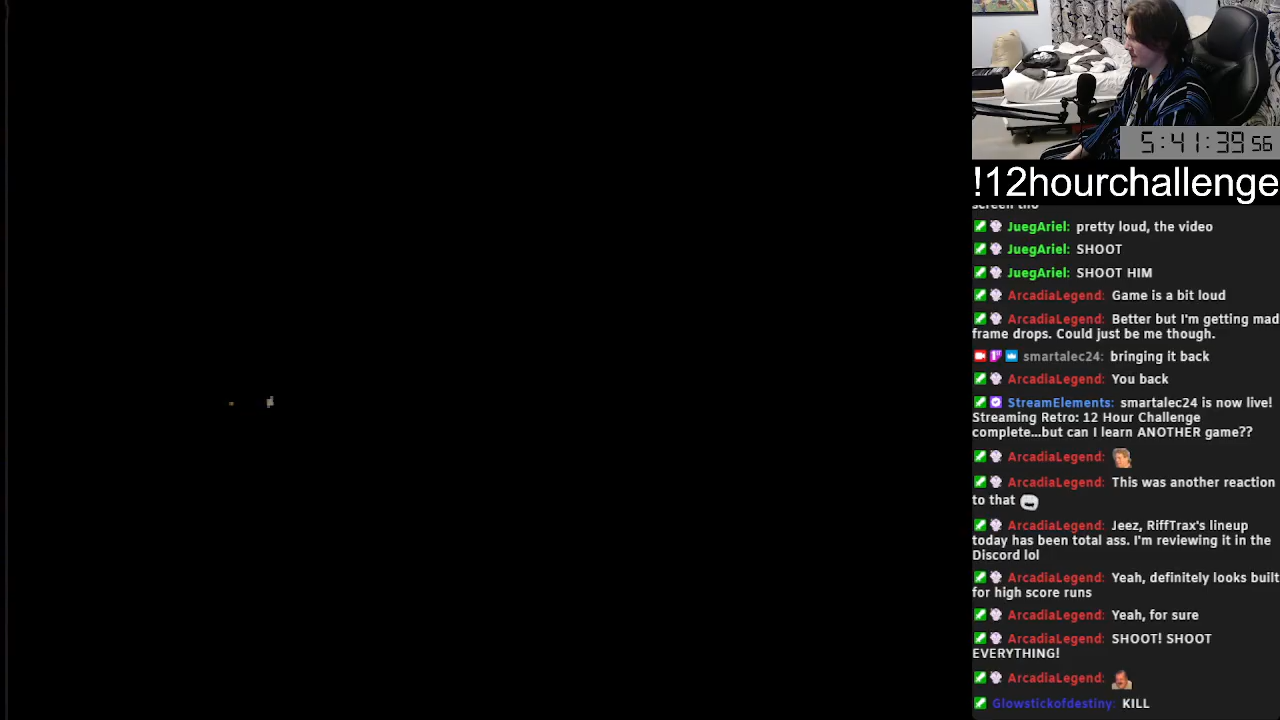 5:41:39 56
!12hourchallenge
screen tho
JuegAriel: pretty loud, the video
JuegAriel: SHOOT
JuegAriel: SHOOT HIM
ArcadiaLegend: Game is a bit loud
ArcadiaLegend: Better but I'm getting mad
frame drops. Could just be me though.
smartalec24: bringing it back
ArcadiaLegend: You back
StreamElements: smartalec24 is now live!
Streaming Retro: 12 Hour Challenge
complete...but can I learn ANOTHER game??
ArcadiaLegend:
ArcadiaLegend: This was another reaction
to that
ArcadiaLegend: Jeez, RiffTrax's lineup
today has been total ass. I'm reviewing it in the
Discord lol
ArcadiaLegend: Yeah, definitely looks built
for high score runs
ArcadiaLegend: Yeah, for sure
ArcadiaLegend: SHOOT! SHOOT
EVERYTHING!
ArcadiaLegend:
Glowstickofdestiny: KILL